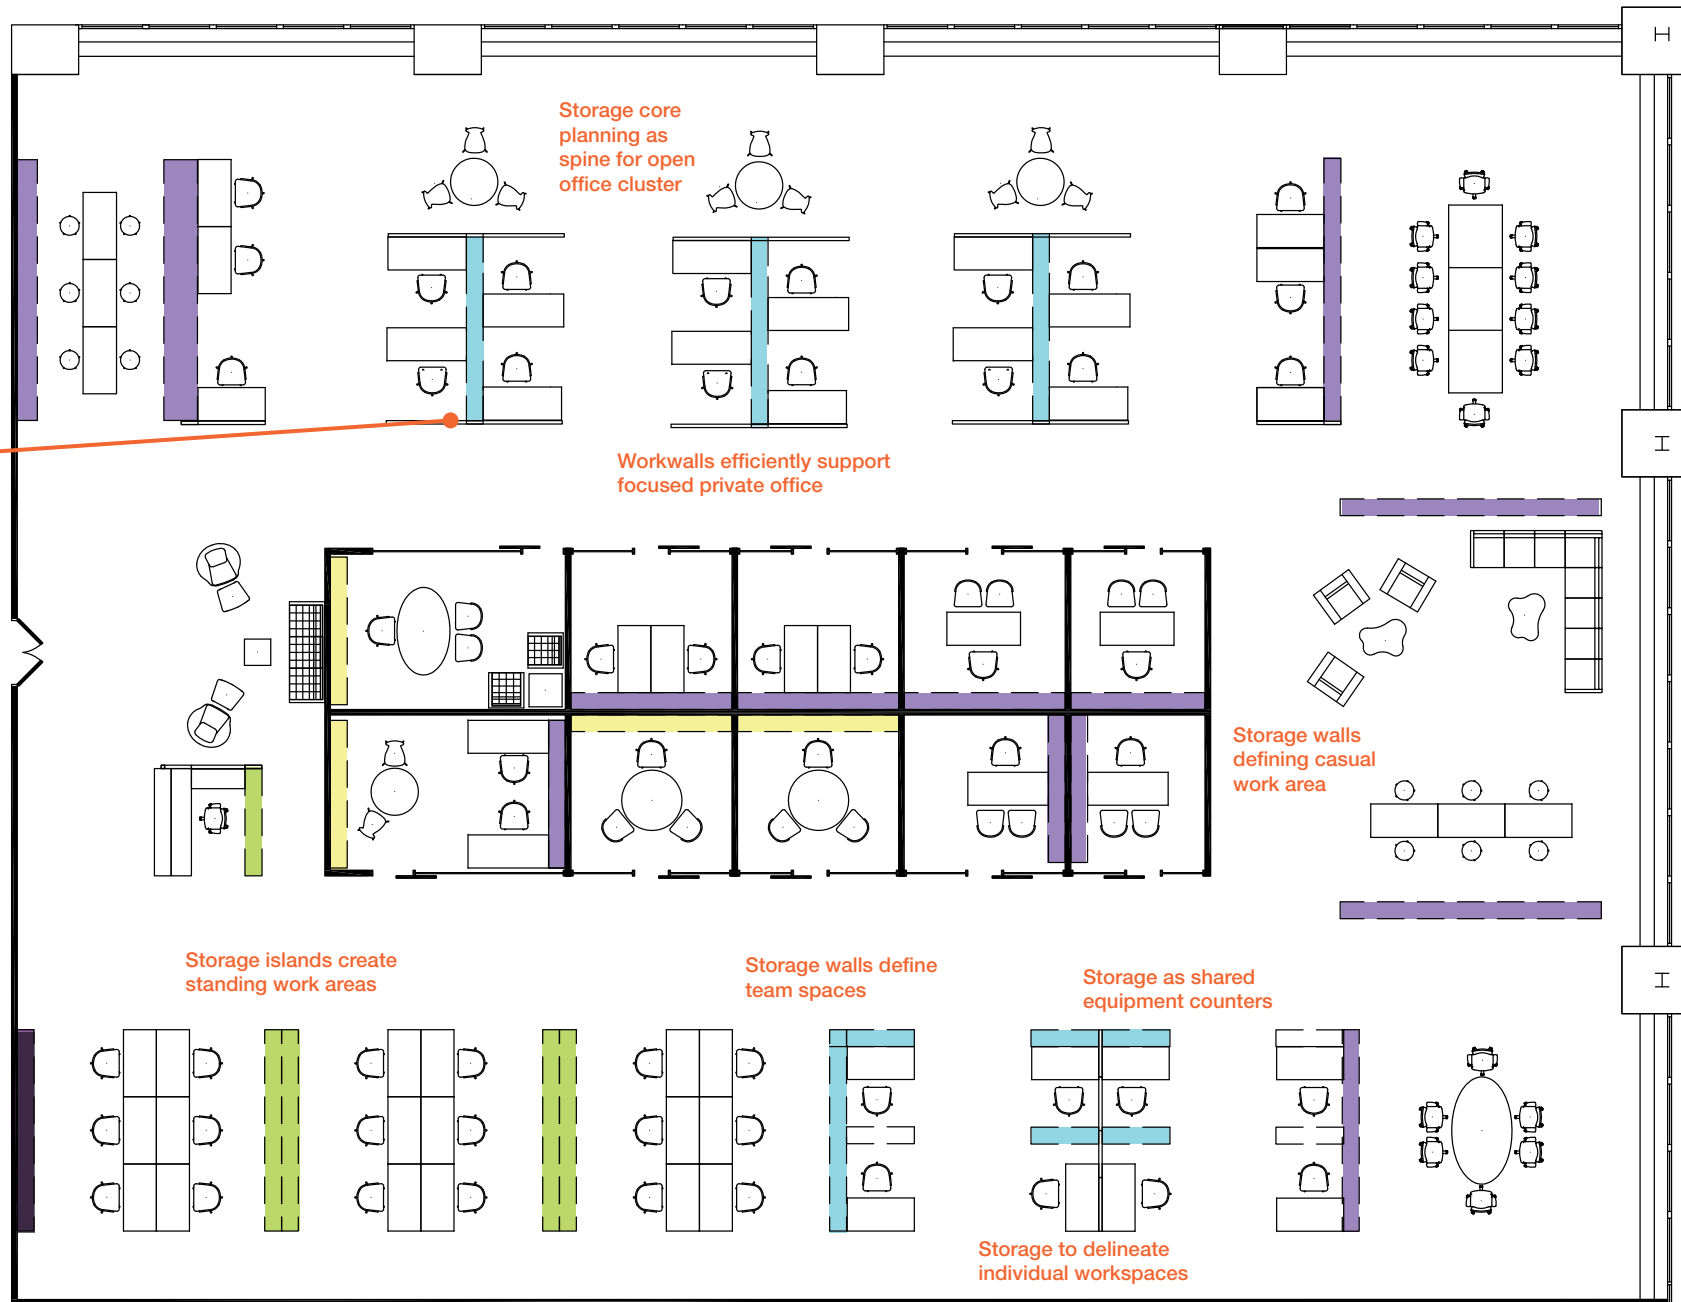 Storage core
planning as
spine for open
office cluster
Workwalls efficiently support
focused private office
Storage walls
defining casual
work area
Storage islands create
standing work areas
Storage walls define
team spaces
Storage as shared
equipment counters
Storage to delineate
individual workspaces